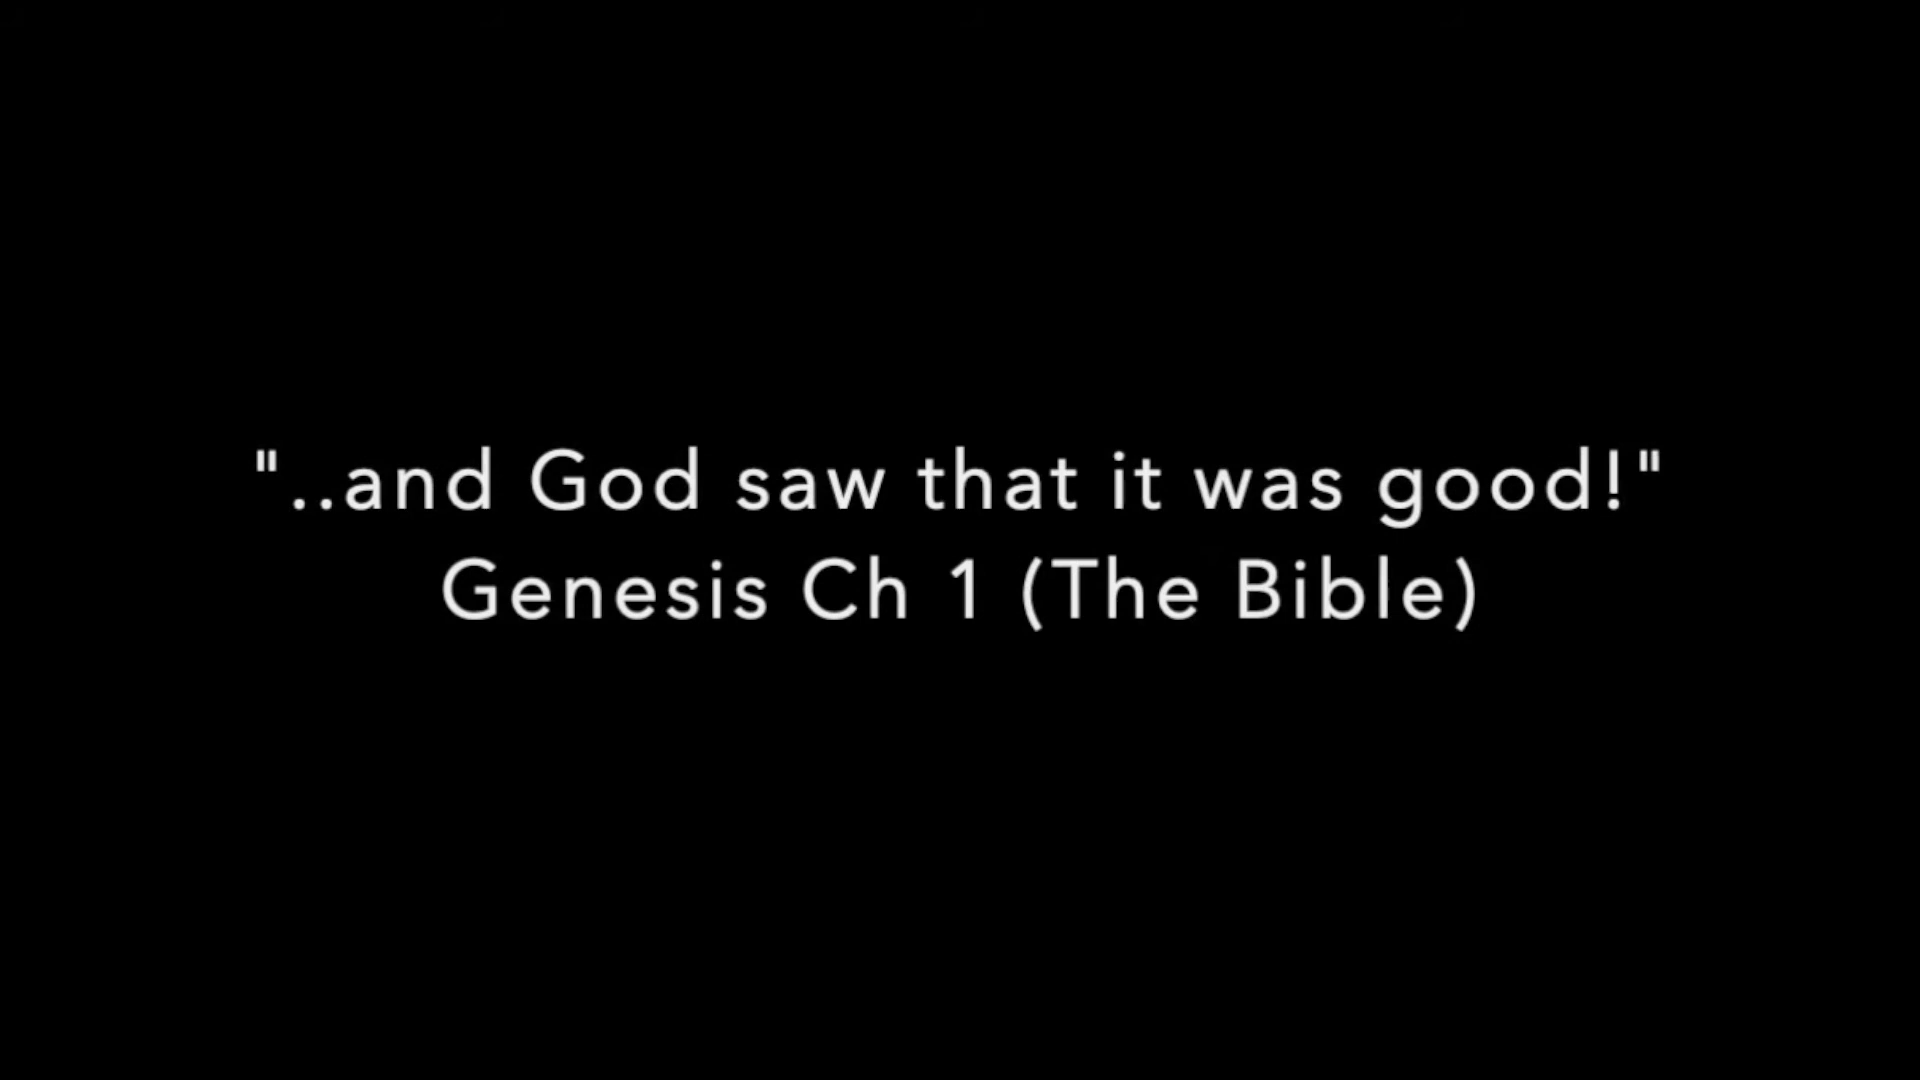 "..and God saw that it was good!"
Genesis Ch 1 (The Bible)